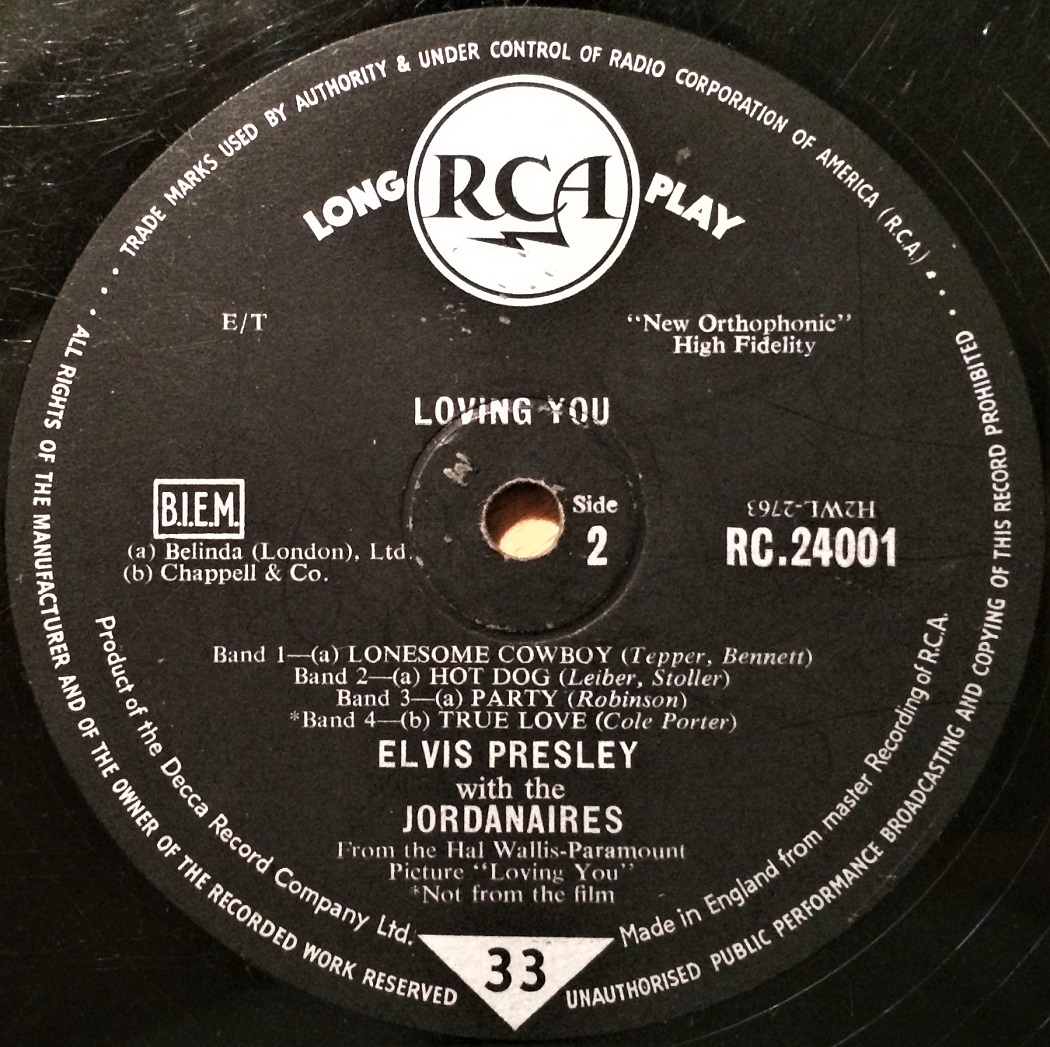 TRADE MARKS USED BY AUTHORITY & UNDER CONTROL OF RADIO CORPORATION OF AMERICA (RCA)
LONG RCA PLAY
E/T
"New Orthophonic"
High Fidelity
LOVING YOU
B.I.E.M.
(a) Belinda (London), Ltd.
(b) Chappell & Co.
Side
2
H2WL-2763
RC.24001
Band 1—(a) LONESOME COWBOY (Tepper, Bennett)
Band 2—(a) HOT DOG (Leiber, Stoller)
Band 3—(a) PARTY (Robinson)
*Band 4—(b) TRUE LOVE (Cole Porter)
ELVIS PRESLEY
with the
JORDANAIRES
From the Hal Wallis-Paramount
Picture "Loving You"
*Not from the film
Product of the Decca Record Company Ltd.
Made in England from master Recording of R.C.A.
33
ALL RIGHTS OF THE MANUFACTURER AND OF THE OWNER OF THE RECORDED WORK RESERVED
UNAUTHORISED PUBLIC PERFORMANCE BROADCASTING AND COPYING OF THIS RECORD PROHIBITED